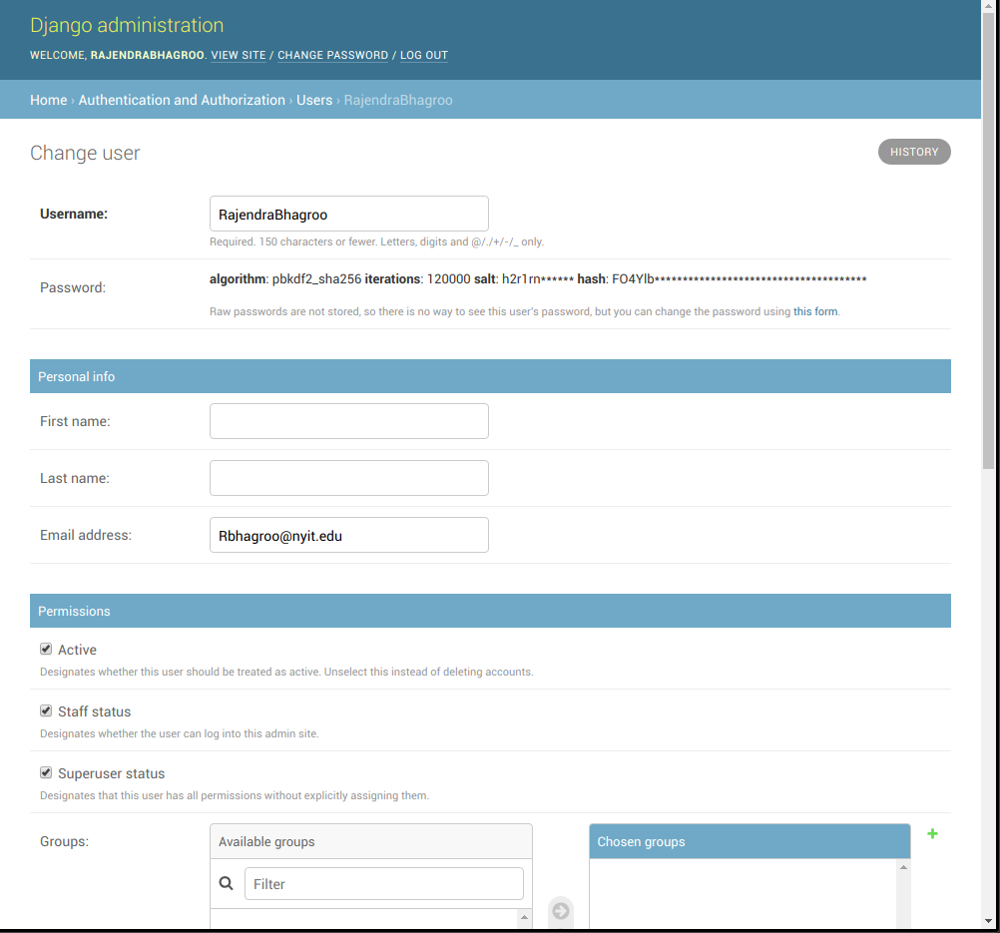 Django administration
WELCOME, RAJENDRABHAGROO. VIEW SITE / CHANGE PASSWORD / LOG OUT
Home › Authentication and Authorization › Users › RajendraBhagroo
Change user
HISTORY
Username:
RajendraBhagroo
Required. 150 characters or fewer. Letters, digits and @/./+/-/_ only.
Password:
algorithm: pbkdf2_sha256 iterations: 120000 salt: h2r1rn****** hash: FO4Ylb**************************************
Raw passwords are not stored, so there is no way to see this user's password, but you can change the password using this form.
Personal info
First name:
Last name:
Email address:
Rbhagroo@nyit.edu
Permissions
Active
Designates whether this user should be treated as active. Unselect this instead of deleting accounts.
Staff status
Designates whether the user can log into this admin site.
Superuser status
Designates that this user has all permissions without explicitly assigning them.
Groups:
Available groups
Filter
Chosen groups